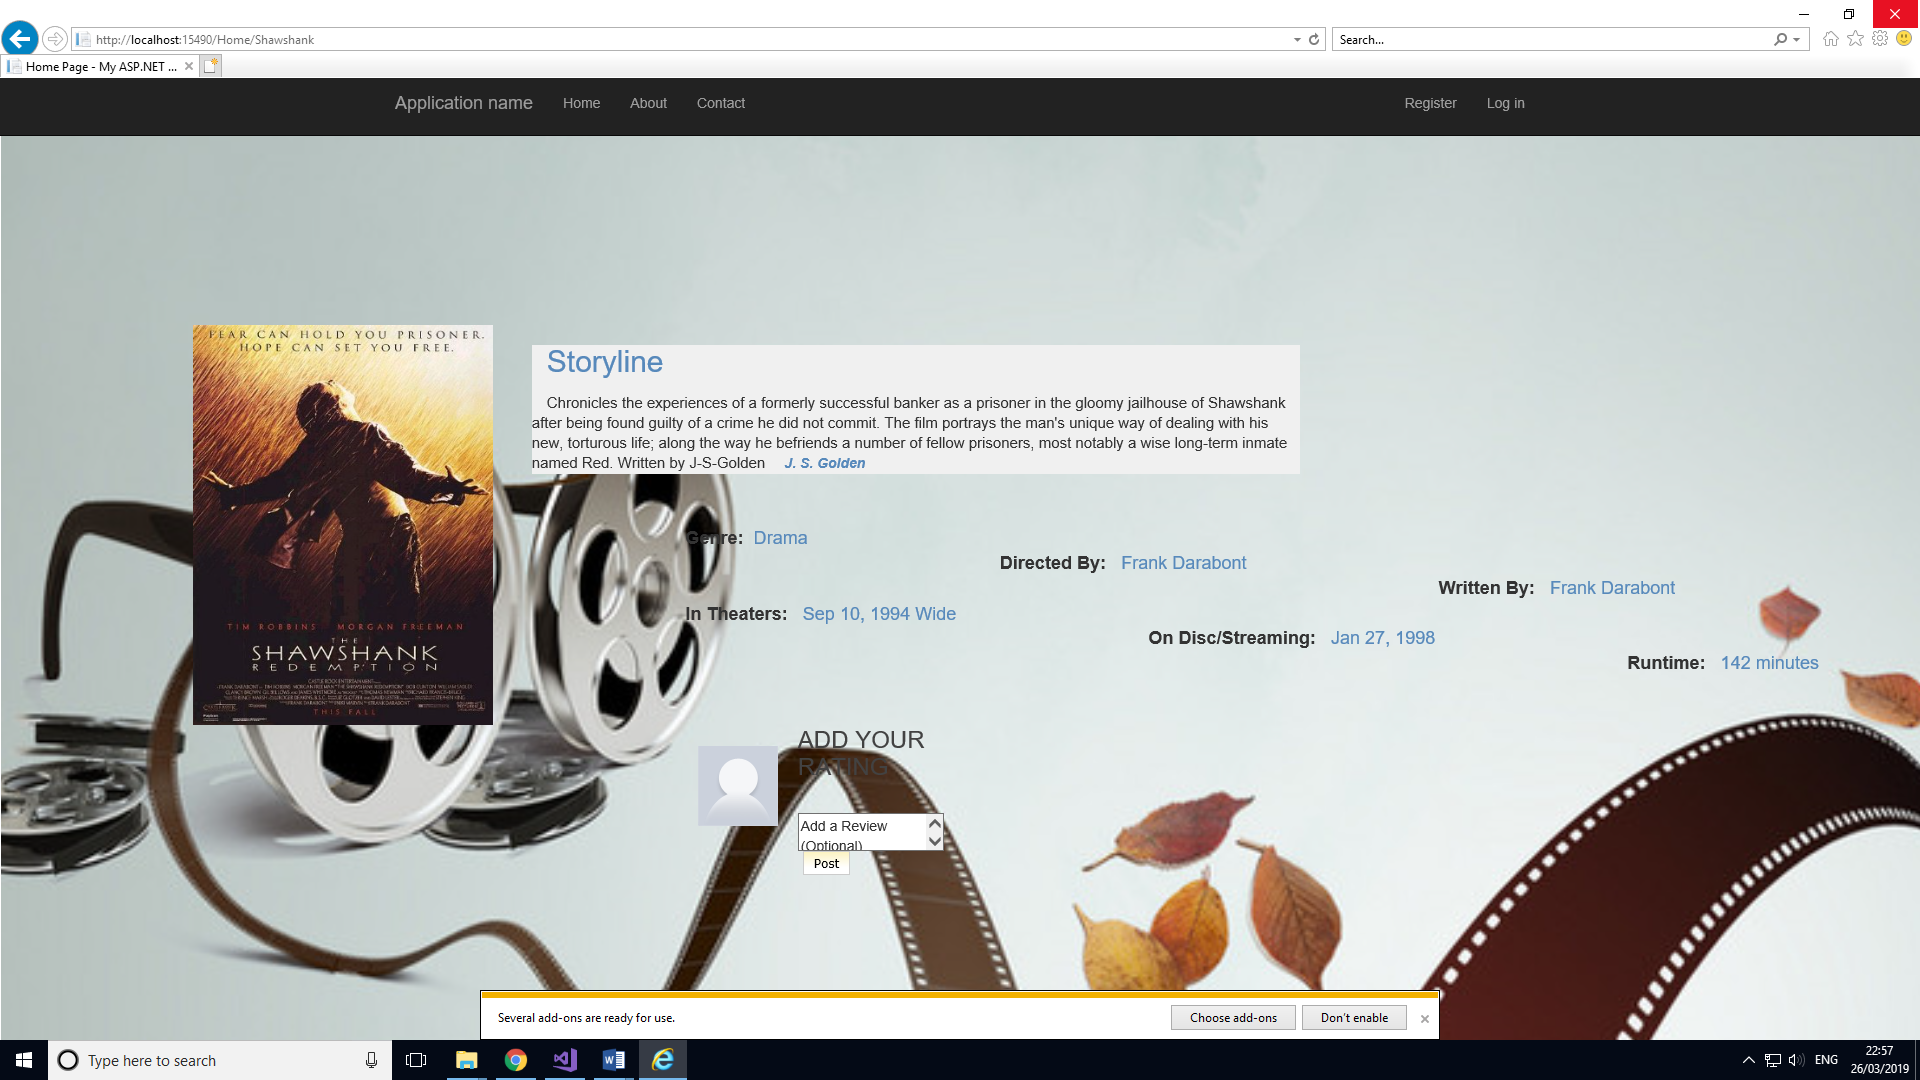 http://localhost:15490/Home/Shawshank
Search...
Home Page - My ASP.NET ...
Application name
Home
About
Contact
Register
Log in
FEAR CAN HOLD YOU PRISONER.
HOPE CAN SET YOU FREE.
TIM ROBBINS MORGAN FREEMAN
THE
SHAWSHANK
REDEMPTION
THIS FALL
Storyline
Chronicles the experiences of a formerly successful banker as a prisoner in the gloomy jailhouse of Shawshank
after being found guilty of a crime he did not commit. The film portrays the man's unique way of dealing with his
new, torturous life; along the way he befriends a number of fellow prisoners, most notably a wise long-term inmate
named Red. Written by J-S-Golden J. S. Golden
Genre: Drama
Directed By: Frank Darabont
Written By: Frank Darabont
In Theaters: Sep 10, 1994 Wide
On Disc/Streaming: Jan 27, 1998
Runtime: 142 minutes
ADD YOUR
RATING
Add a Review
(Optional)
Post
Several add-ons are ready for use.
Choose add-ons
Don't enable
Type here to search
ENG
22:57
26/03/2019